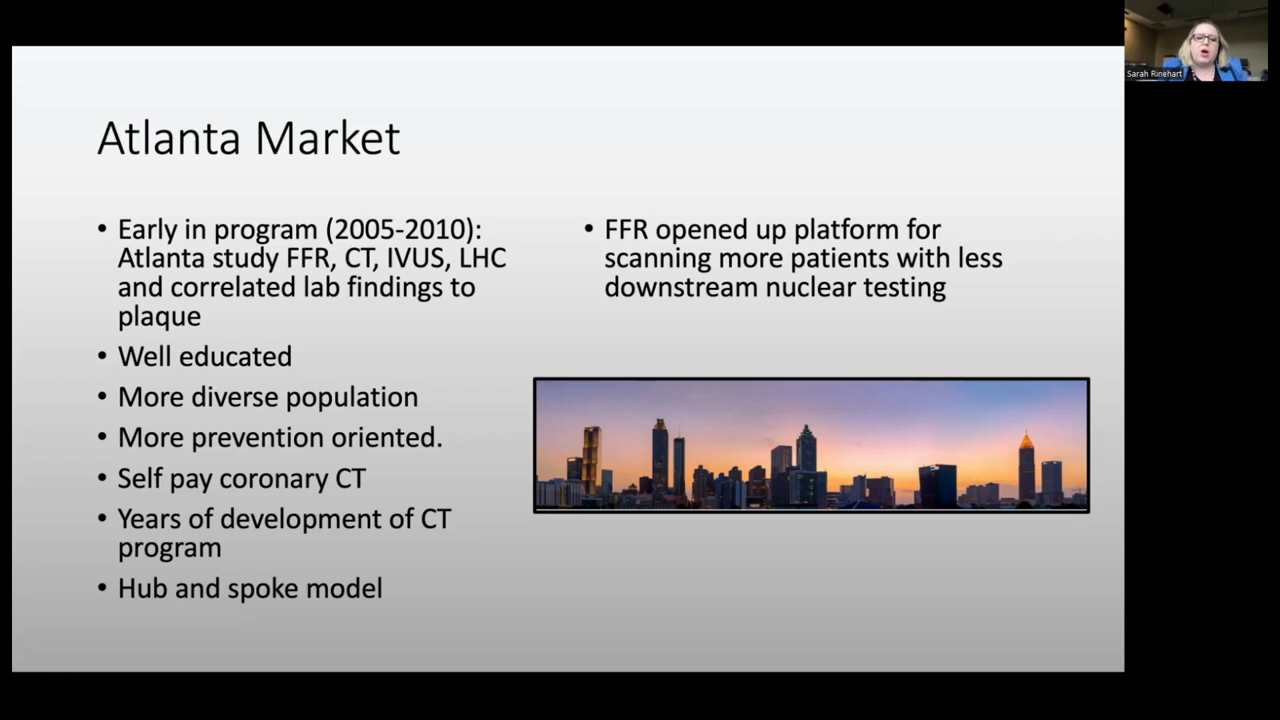 Sarah Rinehart
Atlanta Market
• Early in program (2005-2010):
Atlanta study FFR, CT, IVUS, LHC
and correlated lab findings to
plaque
• Well educated
• More diverse population
• More prevention oriented.
• Self pay coronary CT
• Years of development of CT
program
• Hub and spoke model
• FFR opened up platform for
scanning more patients with less
downstream nuclear testing